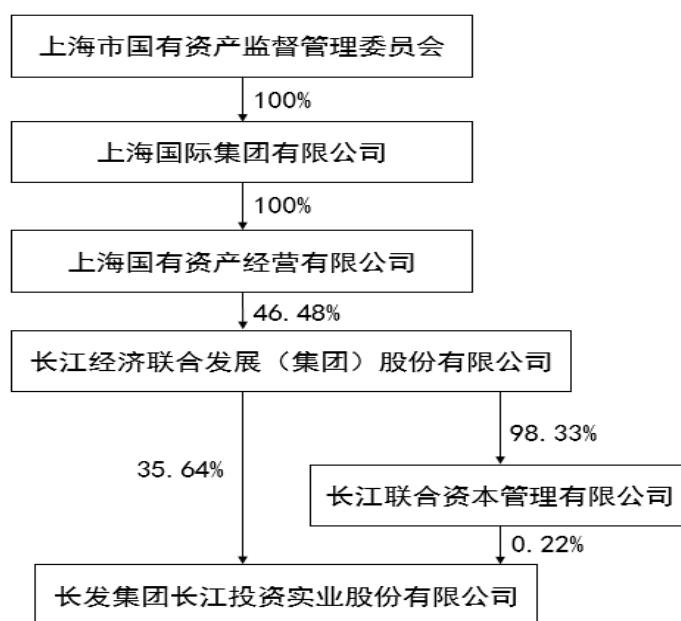 上海市国有资产监督管理委员会
100%
上海国际集团有限公司
100%
上海国有资产经营有限公司
46.48%
长江经济联合发展（集团）股份有限公司
98.33%
35.64%
长江联合资本管理有限公司
0.22%
长发集团长江投资实业股份有限公司